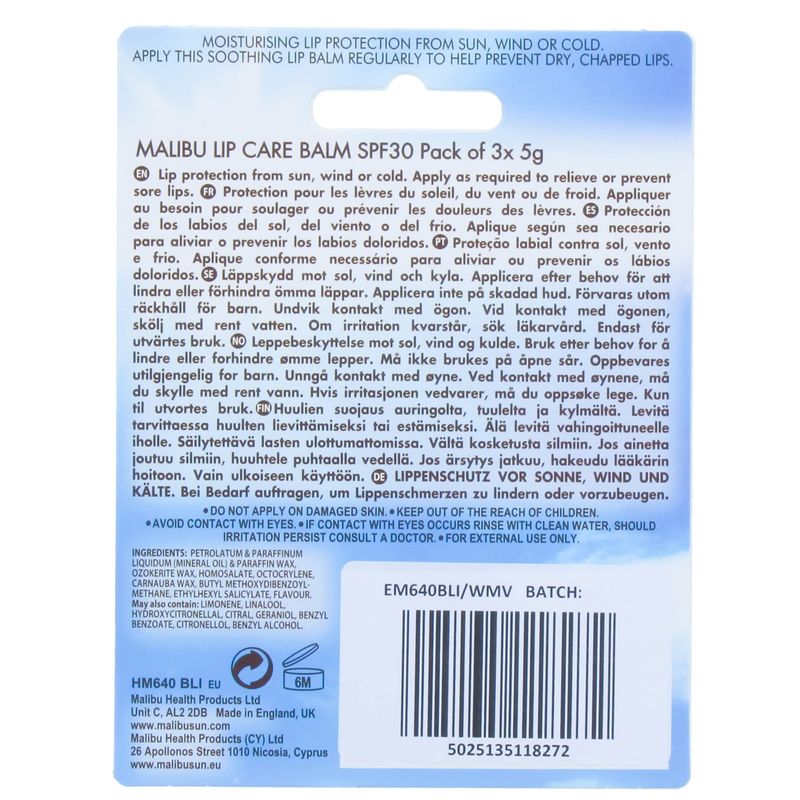 MOISTURISING LIP PROTECTION FROM SUN, WIND OR COLD.
APPLY THIS SOOTHING LIP BALM REGULARLY TO HELP PREVENT DRY, CHAPPED LIPS.
MALIBU LIP CARE BALM SPF30 Pack of 3x 5g
EN Lip protection from sun, wind or cold. Apply as required to relieve or prevent
sore lips. FR Protection pour les lèvres du soleil, du vent ou de froid. Appliquer
au besoin pour soulager ou prévenir les douleurs des lèvres. ES Protección
de los labios del sol, del viento o del frío. Aplique según sea necesario
para aliviar o prevenir los labios doloridos. PT Proteção labial contra sol, vento
e frio. Aplique conforme necessário para aliviar ou prevenir os lábios
doloridos. SE Läppskydd mot sol, vind och kyla. Applicera efter behov för att
lindra eller förhindra ömma läppar. Applicera inte på skadad hud. Förvaras utom
räckhåll för barn. Undvik kontakt med ögon. Vid kontakt med ögonen,
skölj med rent vatten. Om irritation kvarstår, sök läkarvård. Endast för
utvärtes bruk. NO Leppebeskyttelse mot sol, vind og kulde. Bruk etter behov for å
lindre eller forhindre ømme lepper. Må ikke brukes på åpne sår. Oppbevares
utilgjengelig for barn. Unngå kontakt med øyne. Ved kontakt med øynene, må
du skylle med rent vann. Hvis irritasjonen vedvarer, må du oppsøke lege. Kun
til utvortes bruk. FIN Huulien suojaus auringolta, tuulelta ja kylmältä. Levitä
tarvittaessa huulten lievittämiseksi tai estämiseksi. Älä levitä vahingoittuneelle
iholle. Säilytettävä lasten ulottumattomissa. Vältä kosketusta silmiin. Jos ainetta
joutuu silmiin, huuhtele puhtaalla vedellä. Jos ärsytys jatkuu, hakeudu lääkärin
hoitoon. Vain ulkoiseen käyttöön. DE LIPPENSCHUTZ VOR SONNE, WIND UND
KÄLTE. Bei Bedarf auftragen, um Lippenschmerzen zu lindern oder vorzubeugen.
• DO NOT APPLY ON DAMAGED SKIN. • KEEP OUT OF THE REACH OF CHILDREN.
• AVOID CONTACT WITH EYES. • IF CONTACT WITH EYES OCCURS RINSE WITH CLEAN WATER, SHOULD
IRRITATION PERSIST CONSULT A DOCTOR. • FOR EXTERNAL USE ONLY.
INGREDIENTS: PETROLATUM & PARAFFINUM
LIQUIDUM (MINERAL OIL) & PARAFFIN WAX,
OZOKERITE WAX, HOMOSALATE, OCTOCRYLENE,
CARNAUBA WAX, BUTYL METHOXYDIBENZOYL-
METHANE, ETHYLHEXYL SALICYLATE, FLAVOUR.
May also contain: LIMONENE, LINALOOL,
HYDROXYCITRONELLAL, CITRAL, GERANIOL, BENZYL
BENZOATE, CITRONELLOL, BENZYL ALCOHOL.
EM640BLI/WMV BATCH:
5025135118272
6M
HM640 BLI EU
Malibu Health Products Ltd
Unit C, AL2 2DB Made in England, UK
www.malibusun.com
Malibu Health Products (CY) Ltd
26 Apollonos Street 1010 Nicosia, Cyprus
www.malibusun.eu